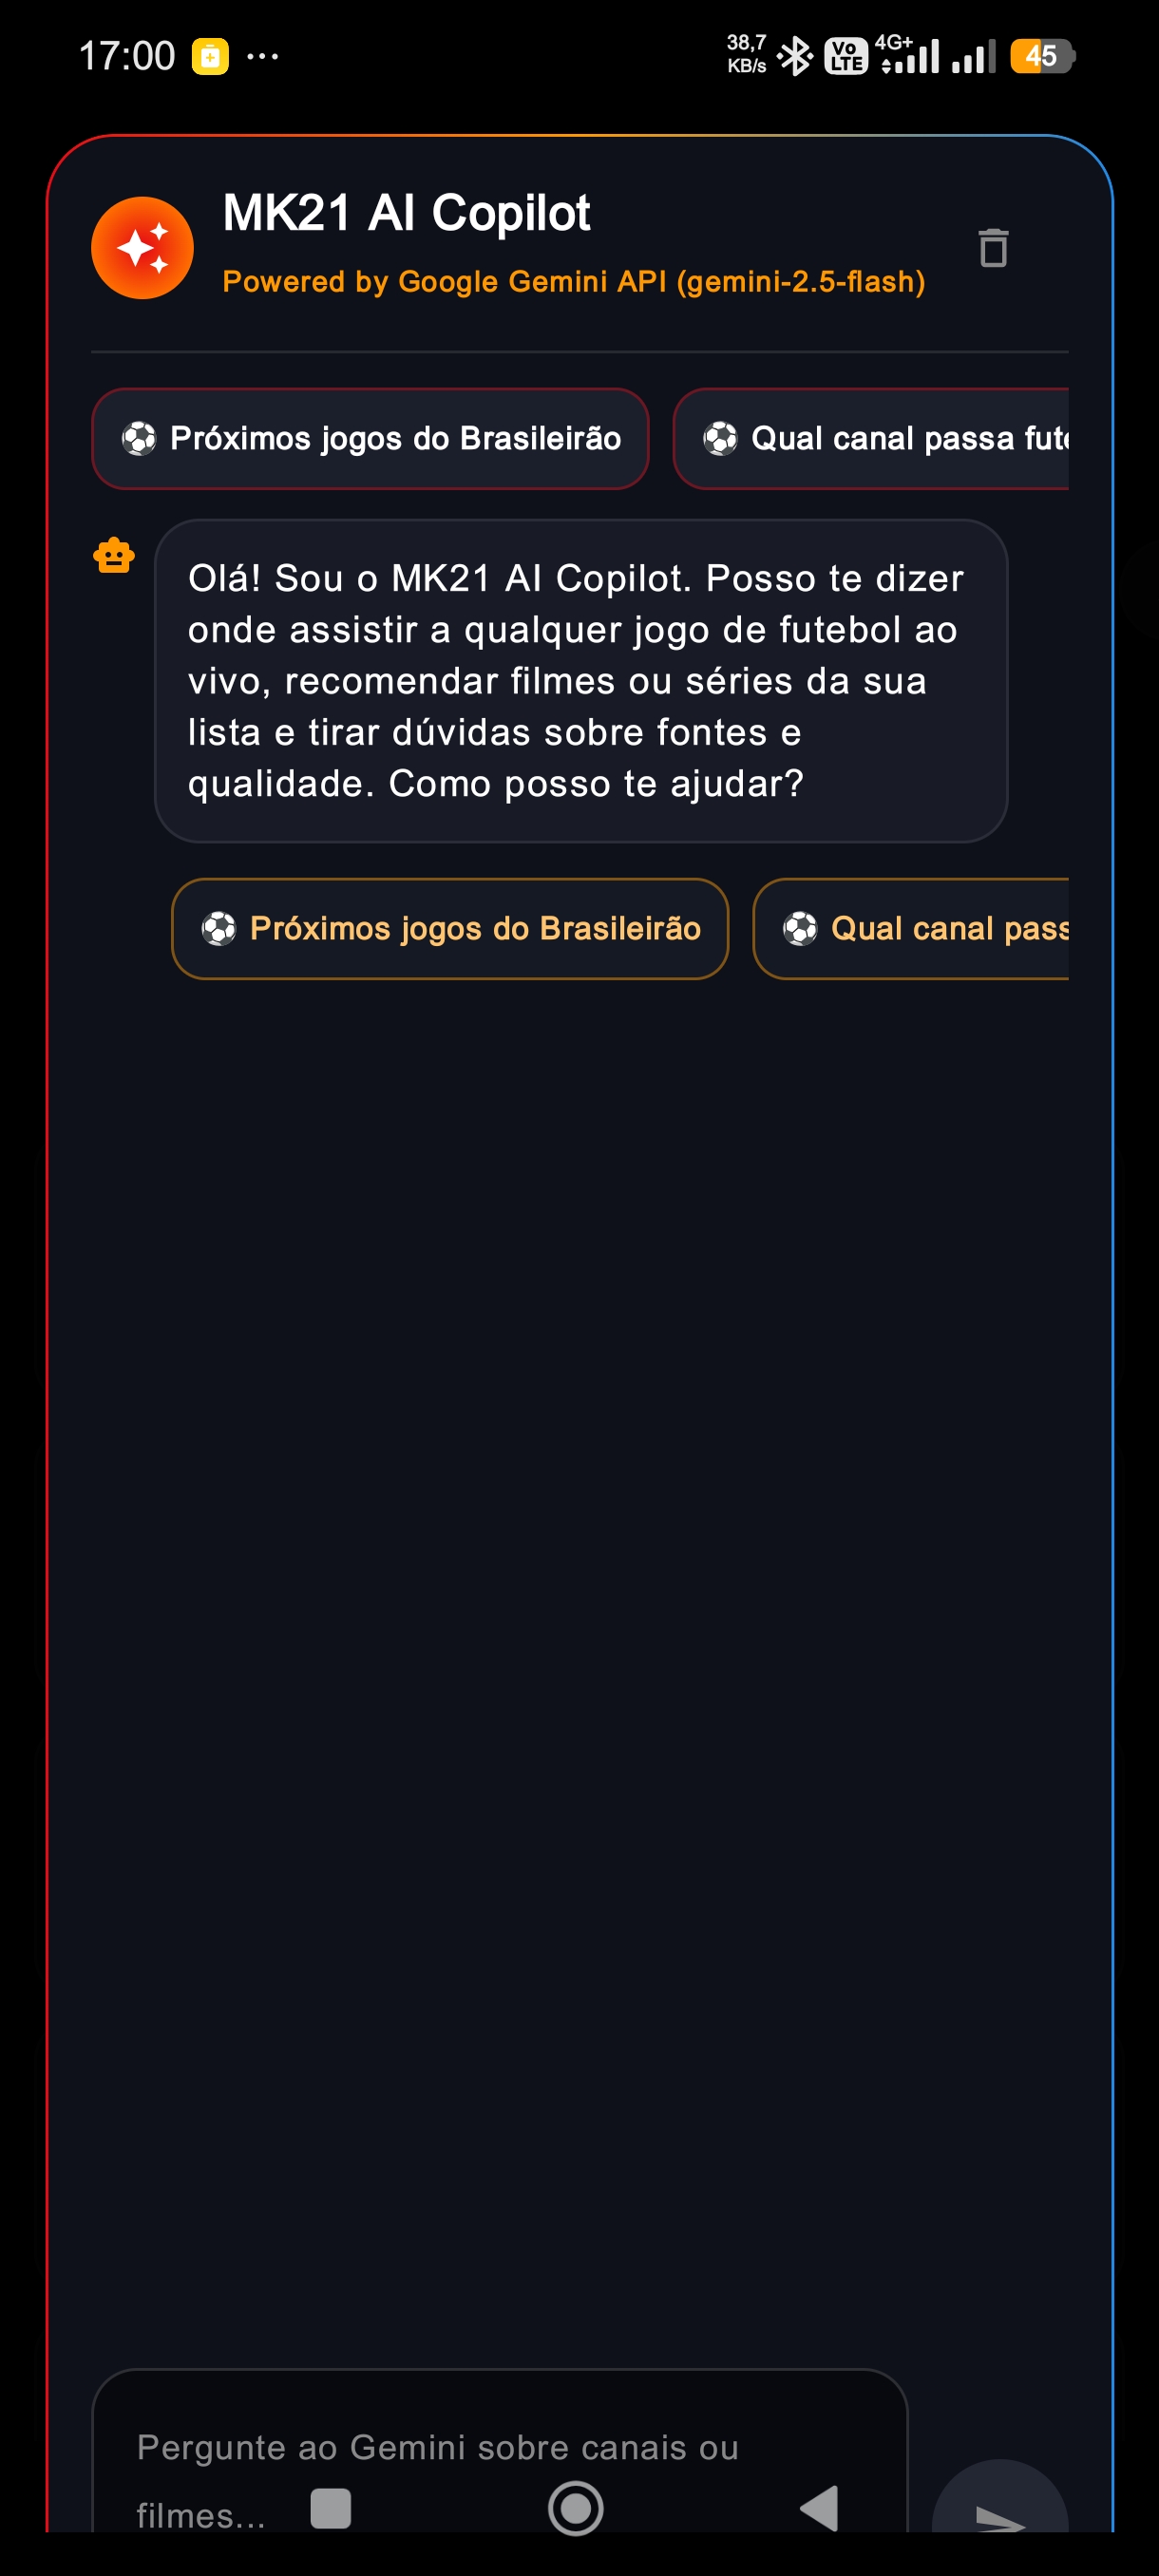 17:00
38,7
KB/s
Vo
LTE
4G+
45
MK21 AI Copilot
Powered by Google Gemini API (gemini-2.5-flash)
Próximos jogos do Brasileirão
Qual canal passa
Olá! Sou o MK21 AI Copilot. Posso te dizer
onde assistir a qualquer jogo de futebol ao
vivo, recomendar filmes ou séries da sua
lista e tirar dúvidas sobre fontes e
qualidade. Como posso te ajudar?
Próximos jogos do Brasileirão
Qual canal
Pergunte ao Gemini sobre canais ou
filmes...